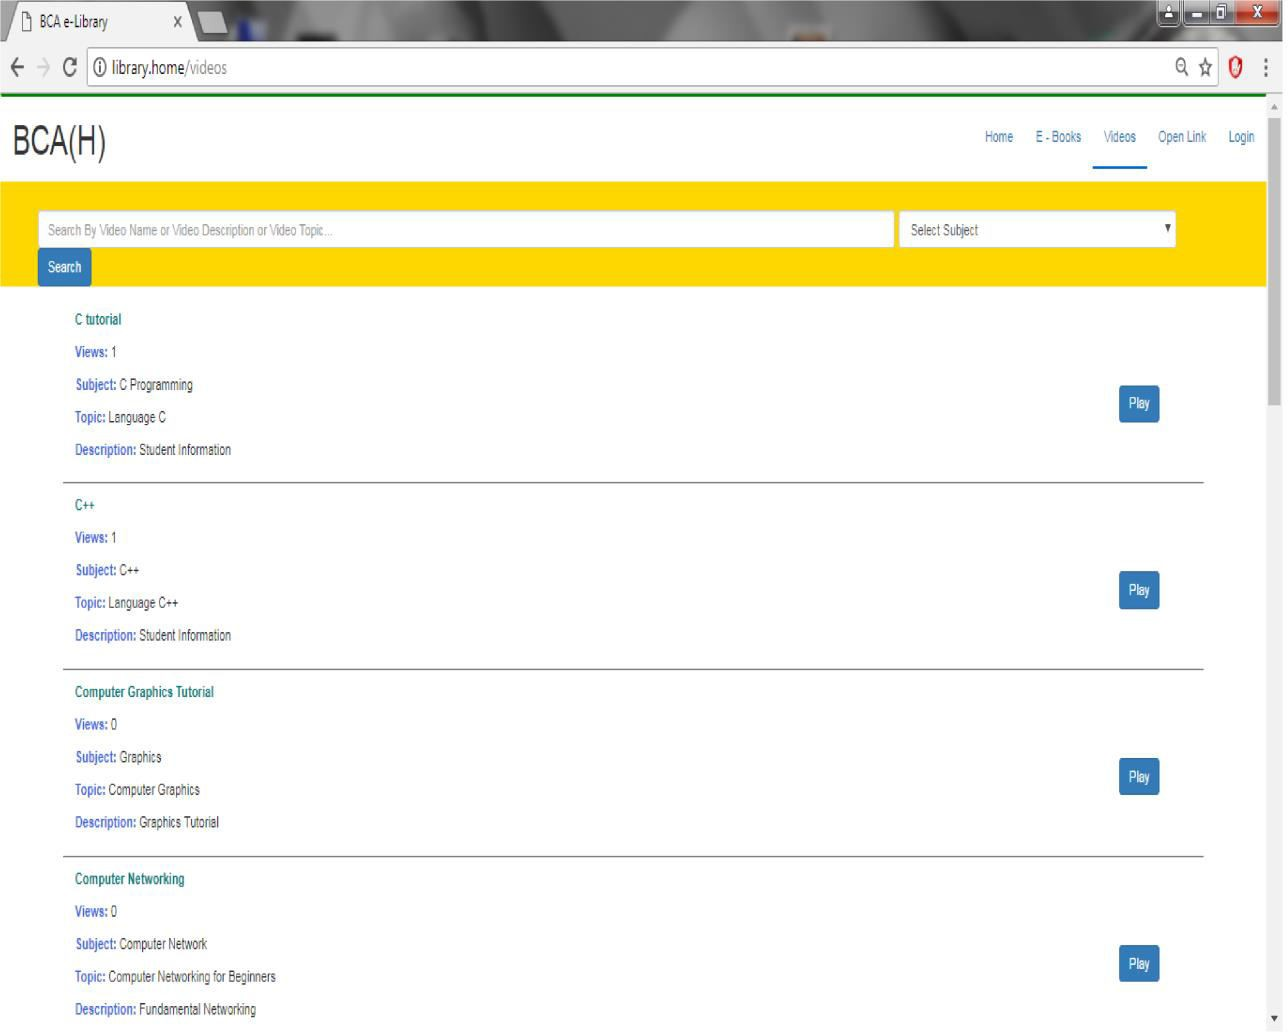 BCA e-Library
library.home/videos
BCA(H)
Home E - Books Videos Open Link Login
Search By Video Name or Video Description or Video Topic... Select Subject
Search
C tutorial
Views: 1
Subject: C Programming
Topic: Language C
Description: Student Information
Play
C++
Views: 1
Subject: C++
Topic: Language C++
Description: Student Information
Play
Computer Graphics Tutorial
Views: 0
Subject: Graphics
Topic: Computer Graphics
Description: Graphics Tutorial
Play
Computer Networking
Views: 0
Subject: Computer Network
Topic: Computer Networking for Beginners
Description: Fundamental Networking
Play